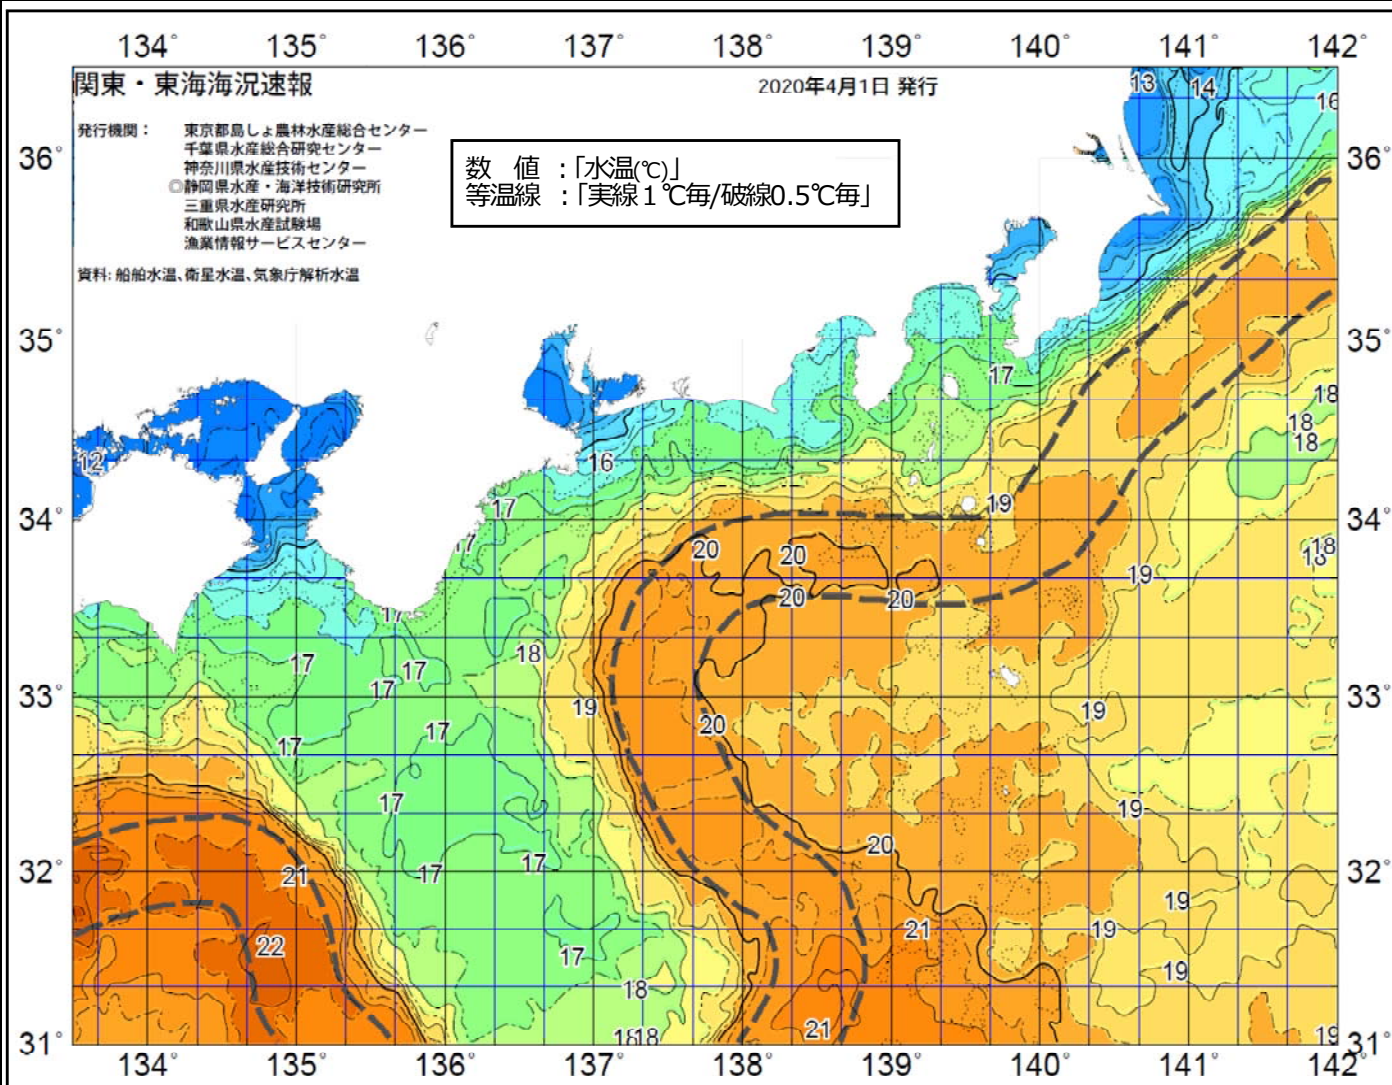 134° 135° 136° 137° 138° 139° 140° 141° 142°
関東・東海海況速報
2020年4月1日 発行
発行機関： 東京都島しょ農林水産総合センター
千葉県水産総合研究センター
神奈川県水産技術センター
◎静岡県水産・海洋技術研究所
三重県水産研究所
和歌山県水産試験場
漁業情報サービスセンター
資料: 船舶水温、衛星水温、気象庁解析水温
数 値 ：「水温(℃)」
等温線 ：「実線１℃毎/破線0.5℃毎」
13 14 16
36° 36°
35° 35°
17
18
18
18
12 16
17 19
34° 34°
17 20 20 18
19
20 20
17
18
17 17
17
33° 33°
19 19
20
17 17
17 19
20
32° 32°
17 17 21
19
21 19
22 17 19
18
21
18 18 19
31° 31°
134° 135° 136° 137° 138° 139° 140° 141° 142°